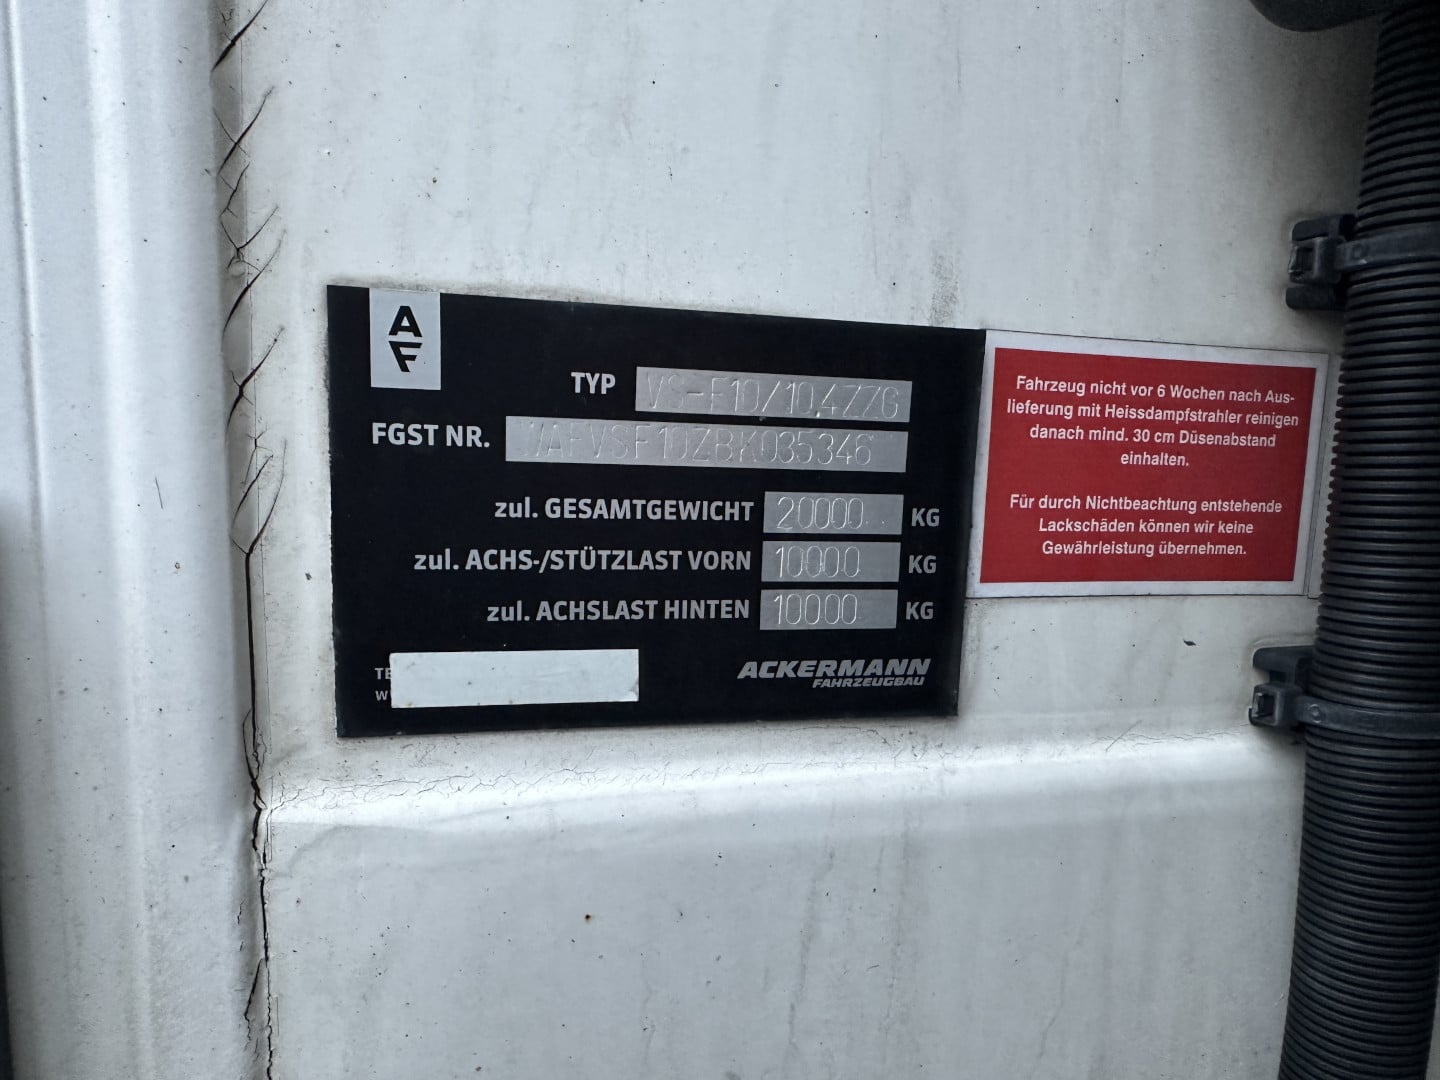 A
F
TYP VS-F10/10.4ZZG
FGST NR. WAFVSF10ZBK035346
zul. GESAMTGEWICHT 20000 KG
zul. ACHS-/STÜTZLAST VORN 10000 KG
zul. ACHSLAST HINTEN 10000 KG
ACKERMANN
FAHRZEUGBAU
Fahrzeug nicht vor 6 Wochen nach Aus-
lieferung mit Heissdampfstrahler reinigen
danach mind. 30 cm Düsenabstand
einhalten.
Für durch Nichtbeachtung entstehende
Lackschäden können wir keine
Gewährleistung übernehmen.